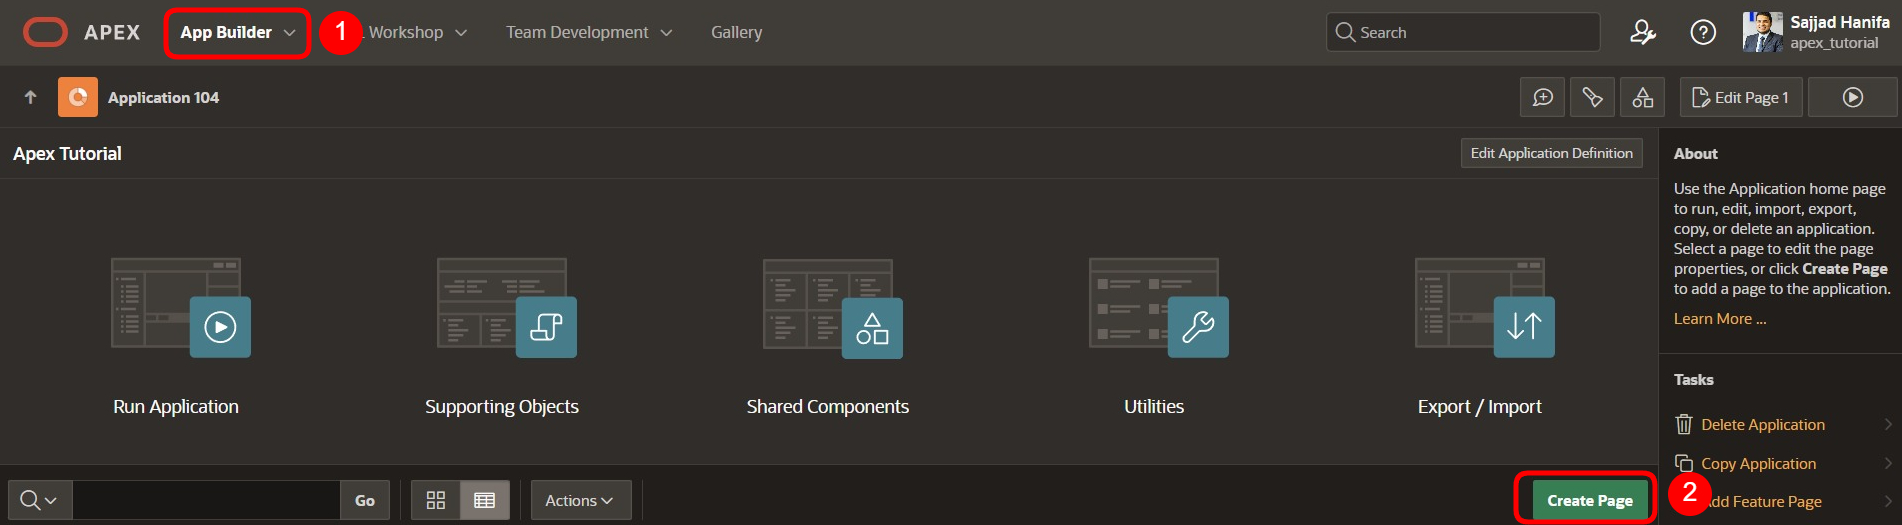 APEX
App Builder
1
Workshop
Team Development
Gallery
Search
Sajjad Hanifa
apex_tutorial
Application 104
Edit Page 1
Apex Tutorial
Edit Application Definition
Run Application
Supporting Objects
Shared Components
Utilities
Export / Import
Go
Actions
Create Page
2
About
Use the Application home page
to run, edit, import, export,
copy, or delete an application.
Select a page to edit the page
properties, or click Create Page
to add a page to the application.
Learn More ...
Tasks
Delete Application
Copy Application
Feature Page